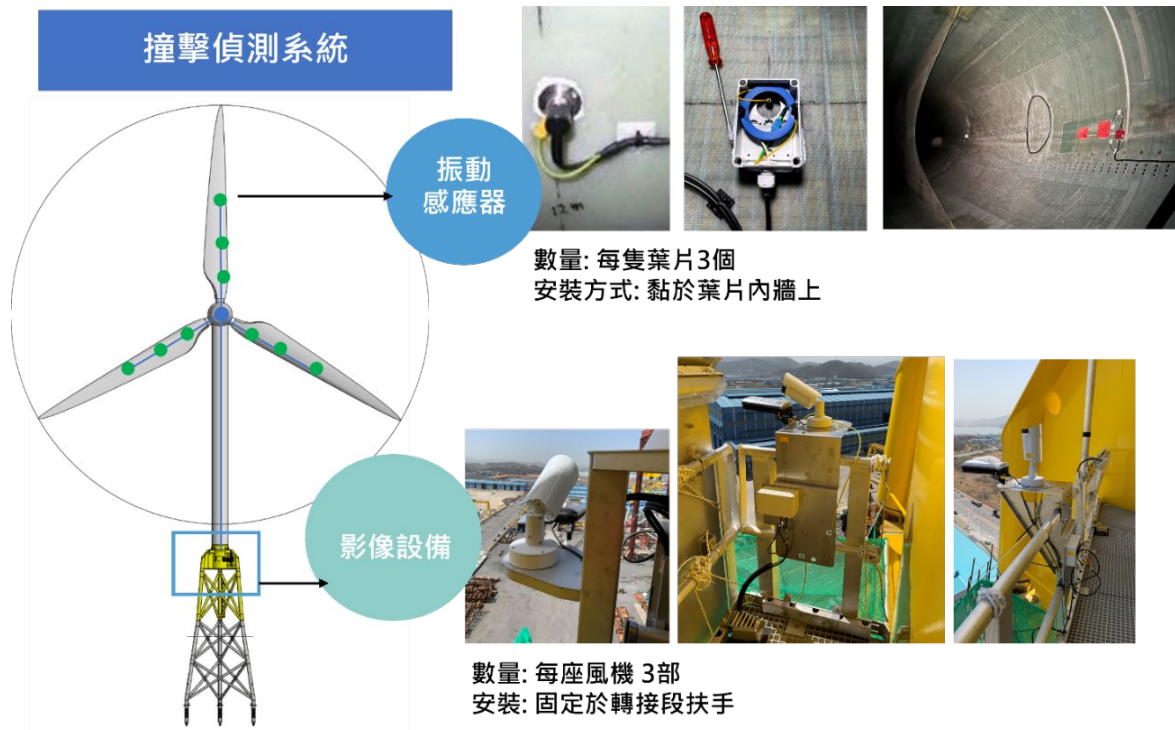 撞擊偵測系統
振動
感應器
數量: 每隻葉片3個
安裝方式: 黏於葉片內牆上
影像設備
數量: 每座風機 3部
安裝: 固定於轉接段扶手